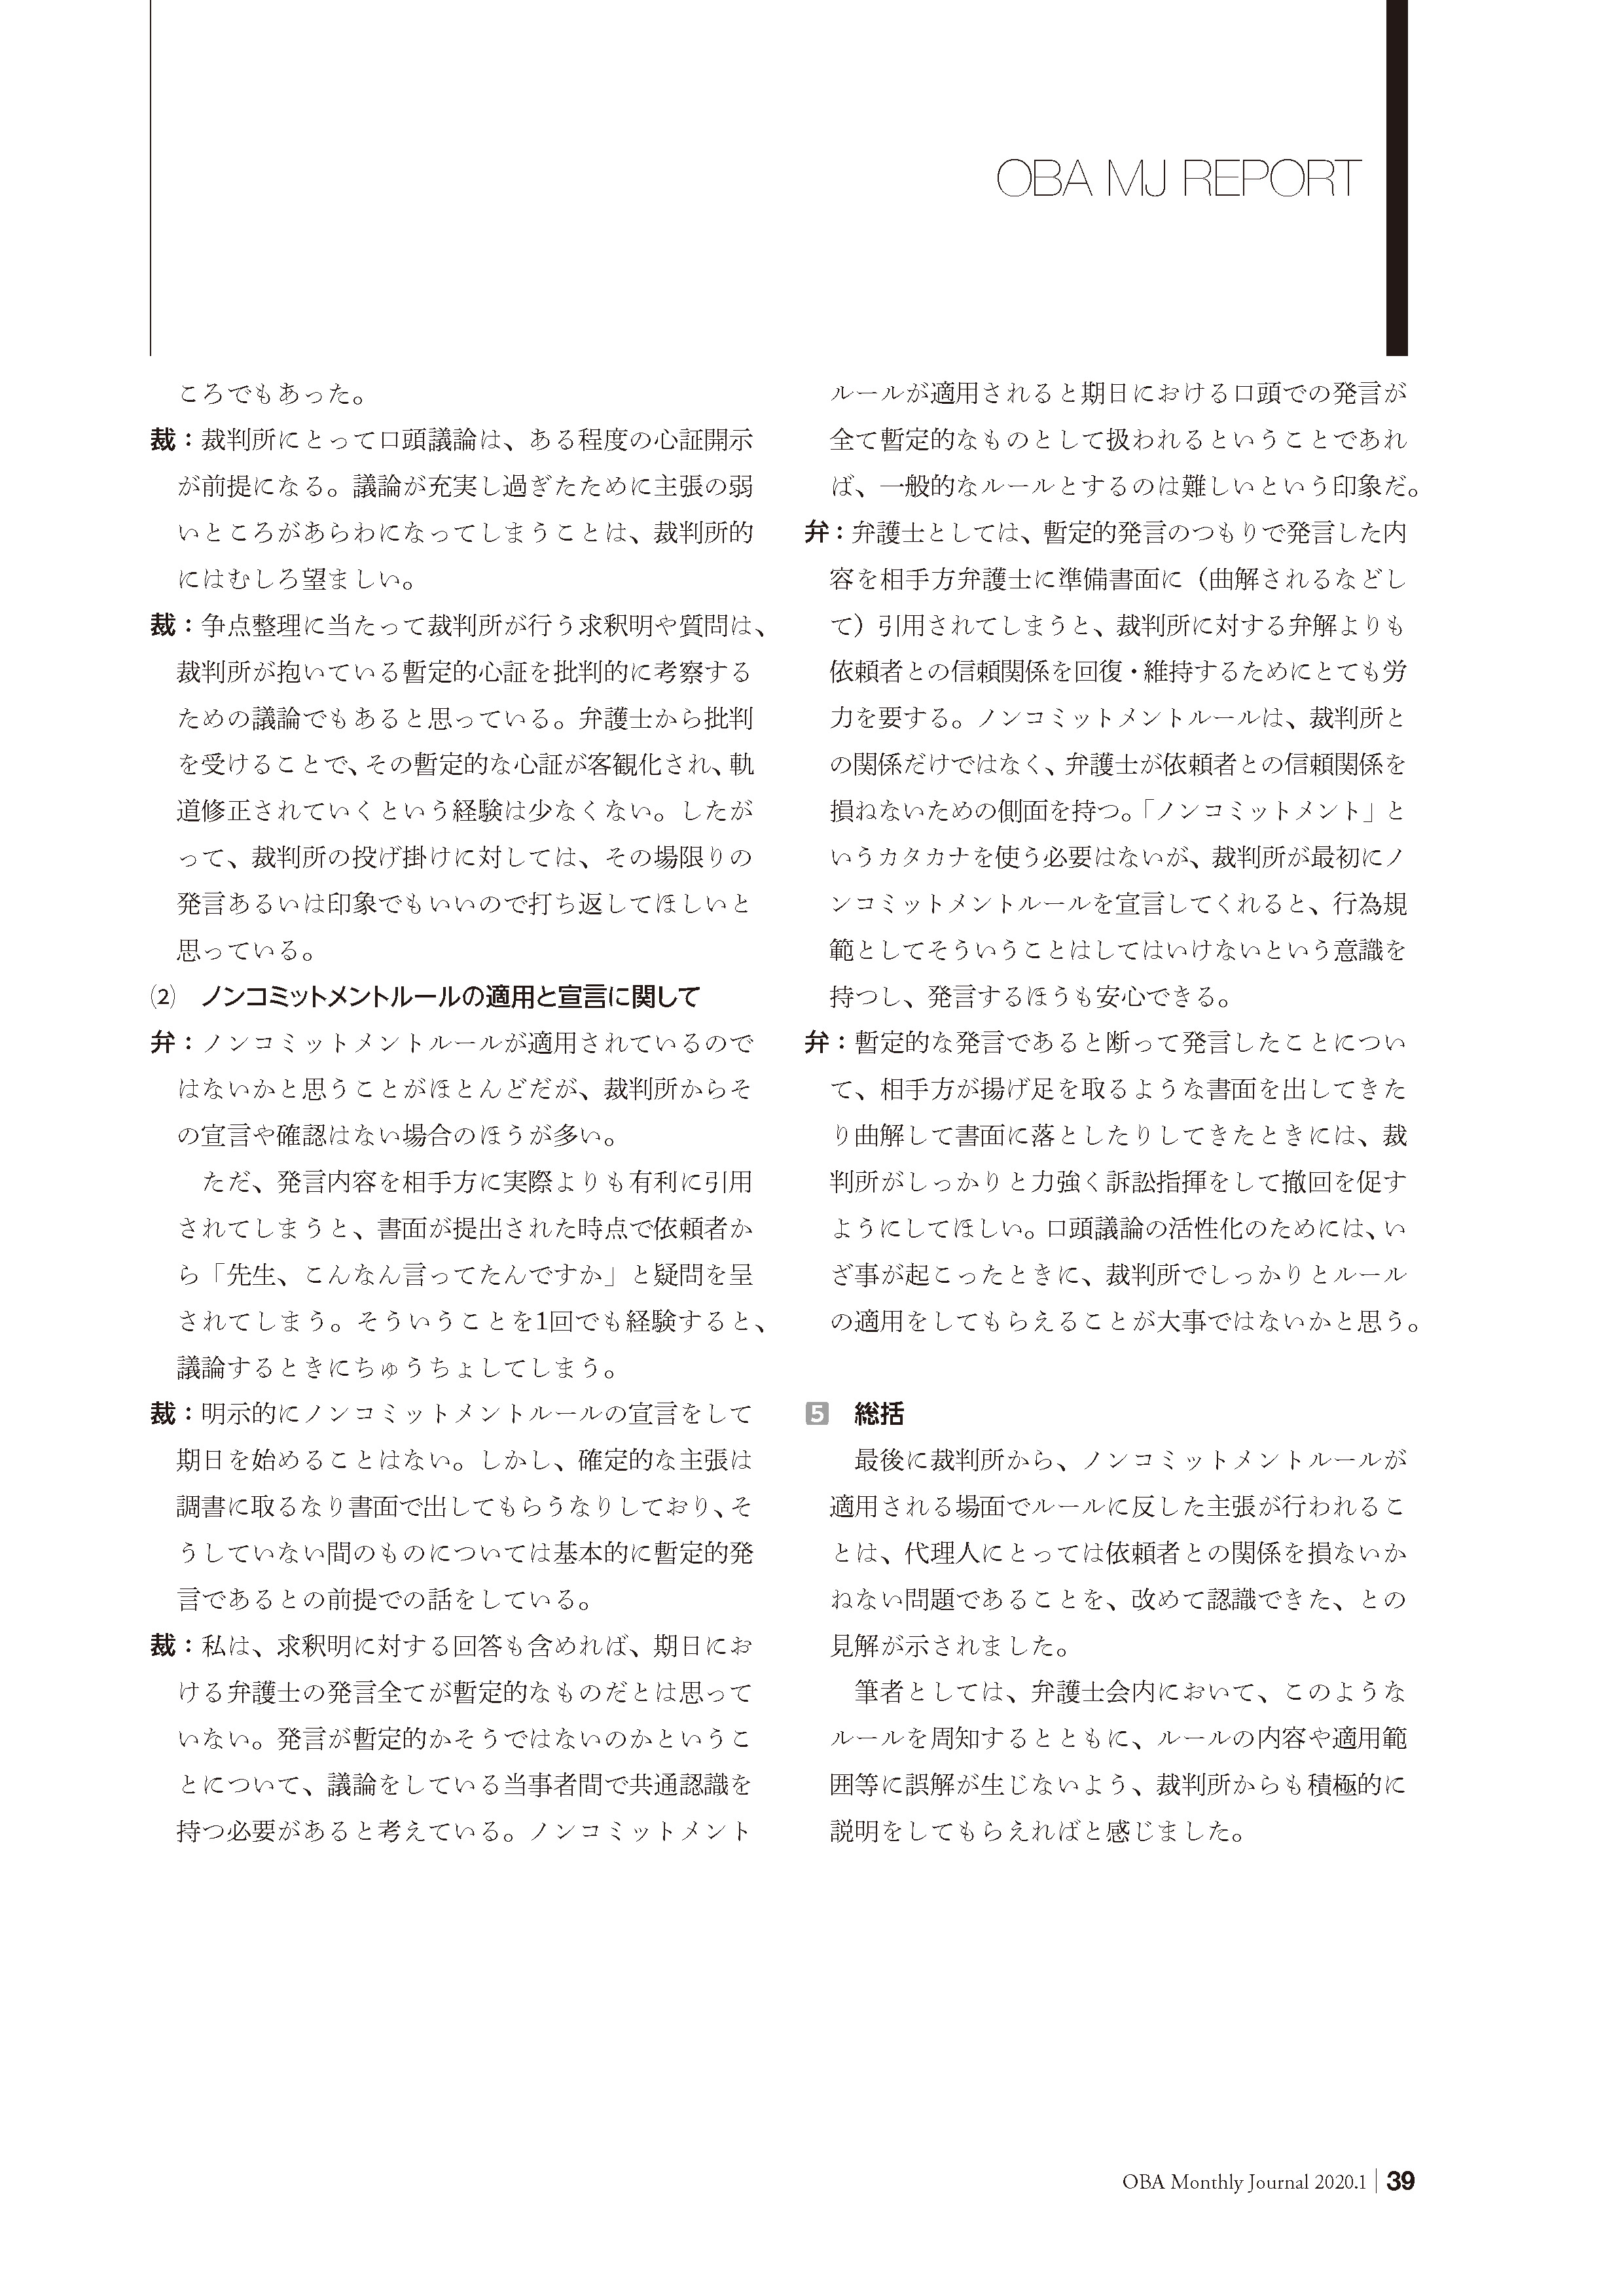 OBA MJ REPORT
ころでもあった。
裁：裁判所にとって口頭議論は、ある程度の心証開示
が前提になる。議論が充実し過ぎたために主張の弱
いところがあらわになってしまうことは、裁判所的
にはむしろ望ましい。
裁：争点整理に当たって裁判所が行う求釈明や質問は、
裁判所が抱いている暫定的心証を批判的に考察する
ための議論でもあると思っている。弁護士から批判
を受けることで、その暫定的な心証が客観化され、軌
道修正されていくという経験は少なくない。したが
って、裁判所の投げ掛けに対しては、その場限りの
発言あるいは印象でもいいので打ち返してほしいと
思っている。
⑵　ノンコミットメントルールの適用と宣言に関して
弁：ノンコミットメントルールが適用されているので
はないかと思うことがほとんどだが、裁判所からそ
の宣言や確認はない場合のほうが多い。
ただ、発言内容を相手方に実際よりも有利に引用
されてしまうと、書面が提出された時点で依頼者か
ら「先生、こんなん言ってたんですか」と疑問を呈
されてしまう。そういうことを1回でも経験すると、
議論するときにちゅうちょしてしまう。
裁：明示的にノンコミットメントルールの宣言をして
期日を始めることはない。しかし、確定的な主張は
調書に取るなり書面で出してもらうなりしており、そ
うしていない間のものについては基本的に暫定的発
言であるとの前提での話をしている。
裁：私は、求釈明に対する回答も含めれば、期日にお
ける弁護士の発言全てが暫定的なものだとは思って
いない。発言が暫定的かそうではないのかというこ
とについて、議論をしている当事者間で共通認識を
持つ必要があると考えている。ノンコミットメント
ルールが適用されると期日における口頭での発言が
全て暫定的なものとして扱われるということであれ
ば、一般的なルールとするのは難しいという印象だ。
弁：弁護士としては、暫定的発言のつもりで発言した内
容を相手方弁護士に準備書面に（曲解されるなどし
て）引用されてしまうと、裁判所に対する弁解よりも
依頼者との信頼関係を回復・維持するためにとても労
力を要する。ノンコミットメントルールは、裁判所と
の関係だけではなく、弁護士が依頼者との信頼関係を
損ねないための側面を持つ。「ノンコミットメント」と
いうカタカナを使う必要はないが、裁判所が最初にノ
ンコミットメントルールを宣言してくれると、行為規
範としてそういうことはしてはいけないという意識を
持つし、発言するほうも安心できる。
弁：暫定的な発言であると断って発言したことについ
て、相手方が揚げ足を取るような書面を出してきた
り曲解して書面に落としたりしてきたときには、裁
判所がしっかりと力強く訴訟指揮をして撤回を促す
ようにしてほしい。口頭議論の活性化のためには、い
ざ事が起こったときに、裁判所でしっかりとルール
の適用をしてもらえることが大事ではないかと思う。
5　総括
最後に裁判所から、ノンコミットメントルールが
適用される場面でルールに反した主張が行われるこ
とは、代理人にとっては依頼者との関係を損ないか
ねない問題であることを、改めて認識できた、との
見解が示されました。
筆者としては、弁護士会内において、このような
ルールを周知するとともに、ルールの内容や適用範
囲等に誤解が生じないよう、裁判所からも積極的に
説明をしてもらえればと感じました。
OBA Monthly Journal 2020.1 | 39